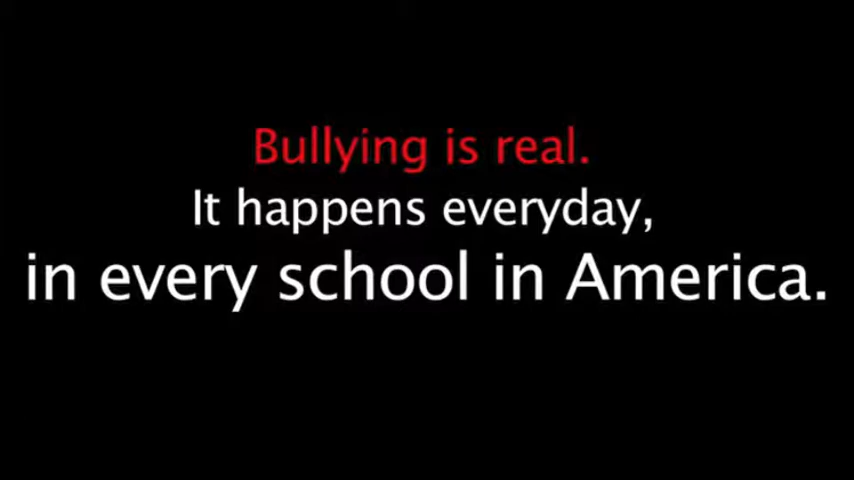 Bullying is real.
It happens everyday,
in every school in America.